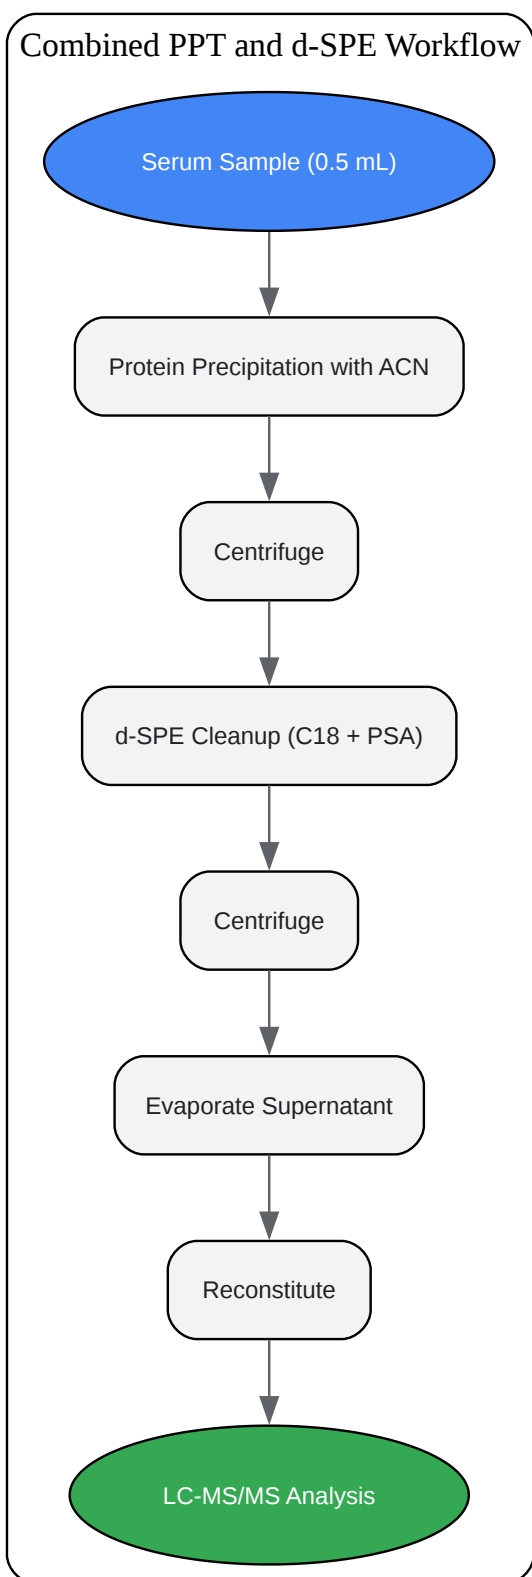 Combined PPT and d-SPE Workflow
Serum Sample (0.5 mL)
Protein Precipitation with ACN
Centrifuge
d-SPE Cleanup (C18 + PSA)
Centrifuge
Evaporate Supernatant
Reconstitute
LC-MS/MS Analysis